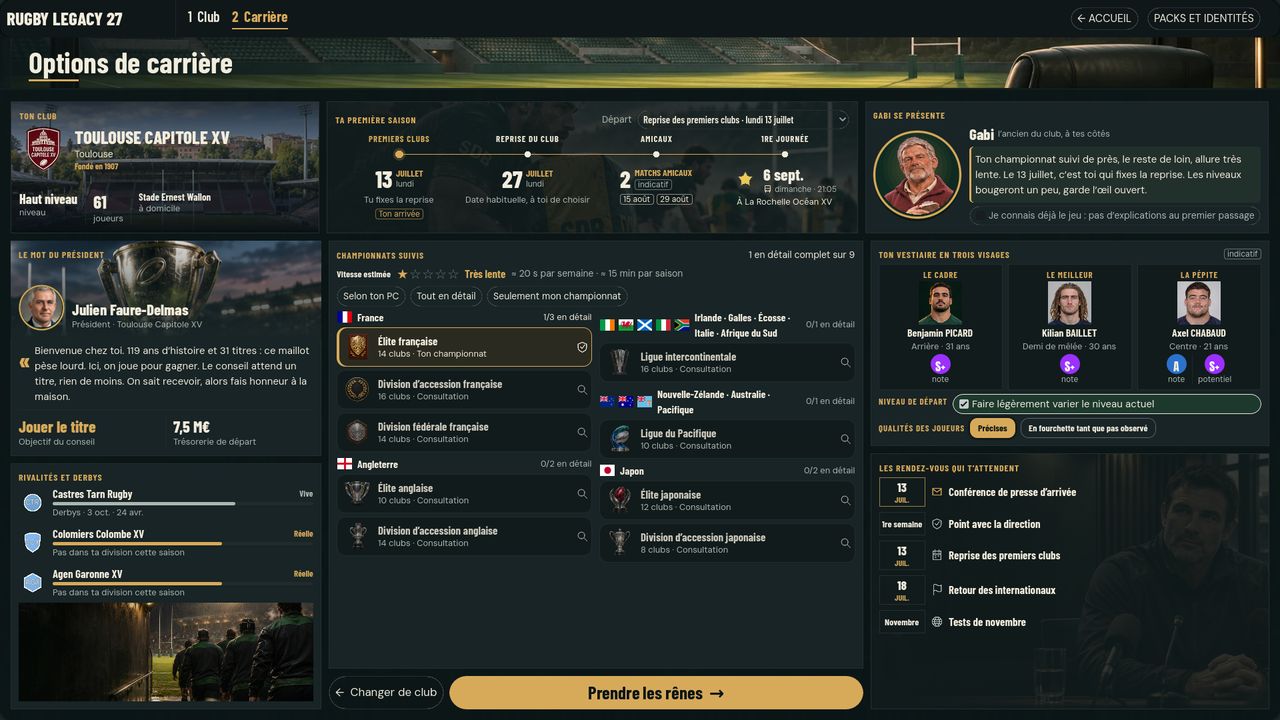 RUGBY LEGACY 27
1 Club
2 Carrière
← ACCUEIL
PACKS ET IDENTITÉS
Options de carrière
TON CLUB
TOULOUSE CAPITOLE XV
Toulouse
Fondé en 1907
Haut niveau
niveau
61
joueurs
Stade Ernest Wallon
à domicile
TA PREMIÈRE SAISON
Départ
Reprise des premiers clubs · lundi 13 juillet
PREMIERS CLUBS
REPRISE DU CLUB
AMICAUX
1RE JOURNÉE
13 JUILLET
lundi
Tu fixes la reprise
Ton arrivée
27 JUILLET
lundi
Date habituelle, à toi de choisir
2 MATCHS AMICAUX
indicatif
15 août
29 août
6 sept.
dimanche · 21:05
À La Rochelle Océan XV
GABI SE PRÉSENTE
Gabi l'ancien du club, à tes côtés
Ton championnat suivi de près, le reste de loin, allure très
lente. Le 13 juillet, c'est toi qui fixes la reprise. Les niveaux
bougeront un peu, garde l'œil ouvert.
Je connais déjà le jeu : pas d'explications au premier passage
LE MOT DU PRÉSIDENT
Julien Faure-Delmas
Président · Toulouse Capitole XV
« Bienvenue chez toi. 119 ans d'histoire et 31 titres : ce maillot
pèse lourd. Ici, on joue pour gagner. Le conseil attend un
titre, rien de moins. On sait recevoir, alors fais honneur à la
maison.
Jouer le titre
Objectif du conseil
7,5 M€
Trésorerie de départ
RIVALITÉS ET DERBYS
Castres Tarn Rugby
Vive
Derbys · 3 oct. · 24 avr.
Colomiers Colombe XV
Réelle
Pas dans ta division cette saison
Agen Garonne XV
Réelle
Pas dans ta division cette saison
CHAMPIONNATS SUIVIS
1 en détail complet sur 9
Vitesse estimée ★☆☆☆☆ Très lente ≈ 20 s par semaine · ≈ 15 min par saison
Selon ton PC
Tout en détail
Seulement mon championnat
France
1/3 en détail
Élite française
14 clubs · Ton championnat
Division d'accession française
16 clubs · Consultation
Division fédérale française
14 clubs · Consultation
Angleterre
0/2 en détail
Élite anglaise
10 clubs · Consultation
Division d'accession anglaise
14 clubs · Consultation
Irlande · Galles · Écosse ·
Italie · Afrique du Sud
0/1 en détail
Ligue intercontinentale
16 clubs · Consultation
Nouvelle-Zélande · Australie ·
Pacifique
0/1 en détail
Ligue du Pacifique
10 clubs · Consultation
Japon
0/2 en détail
Élite japonaise
12 clubs · Consultation
Division d'accession japonaise
8 clubs · Consultation
← Changer de club
Prendre les rênes →
TON VESTIAIRE EN TROIS VISAGES
indicatif
LE CADRE
Benjamin PICARD
Arrière · 31 ans
S+
note
LE MEILLEUR
Kilian BAILLET
Demi de mêlée · 30 ans
S+
note
LA PÉPITE
Axel CHABAUD
Centre · 21 ans
A
note
S+
potentiel
NIVEAU DE DÉPART
Faire légèrement varier le niveau actuel
QUALITÉS DES JOUEURS
Précises
En fourchette tant que pas observé
LES RENDEZ-VOUS QUI T'ATTENDENT
13
JUIL.
Conférence de presse d'arrivée
1re semaine
Point avec la direction
13
JUIL.
Reprise des premiers clubs
18
JUIL.
Retour des internationaux
Novembre
Tests de novembre